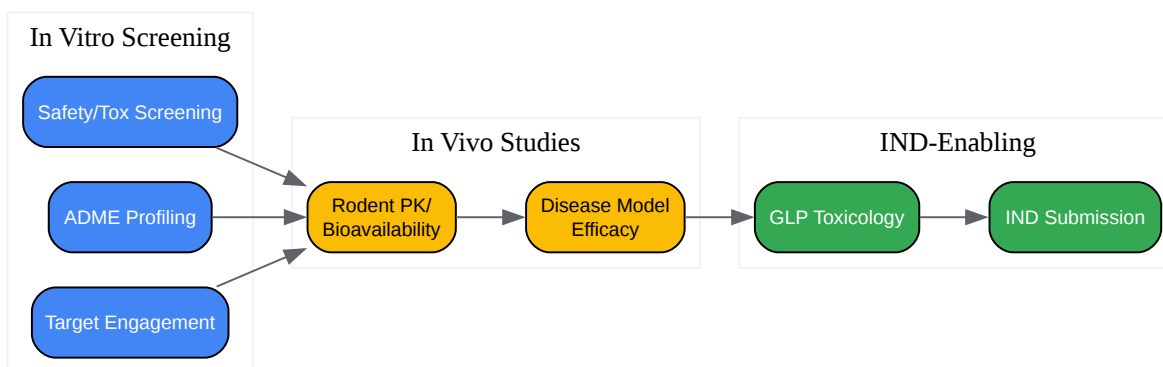 In Vitro Screening
Safety/Tox Screening
ADME Profiling
Target Engagement
In Vivo Studies
Rodent PK/
Bioavailability
Disease Model
Efficacy
IND-Enabling
GLP Toxicology
IND Submission